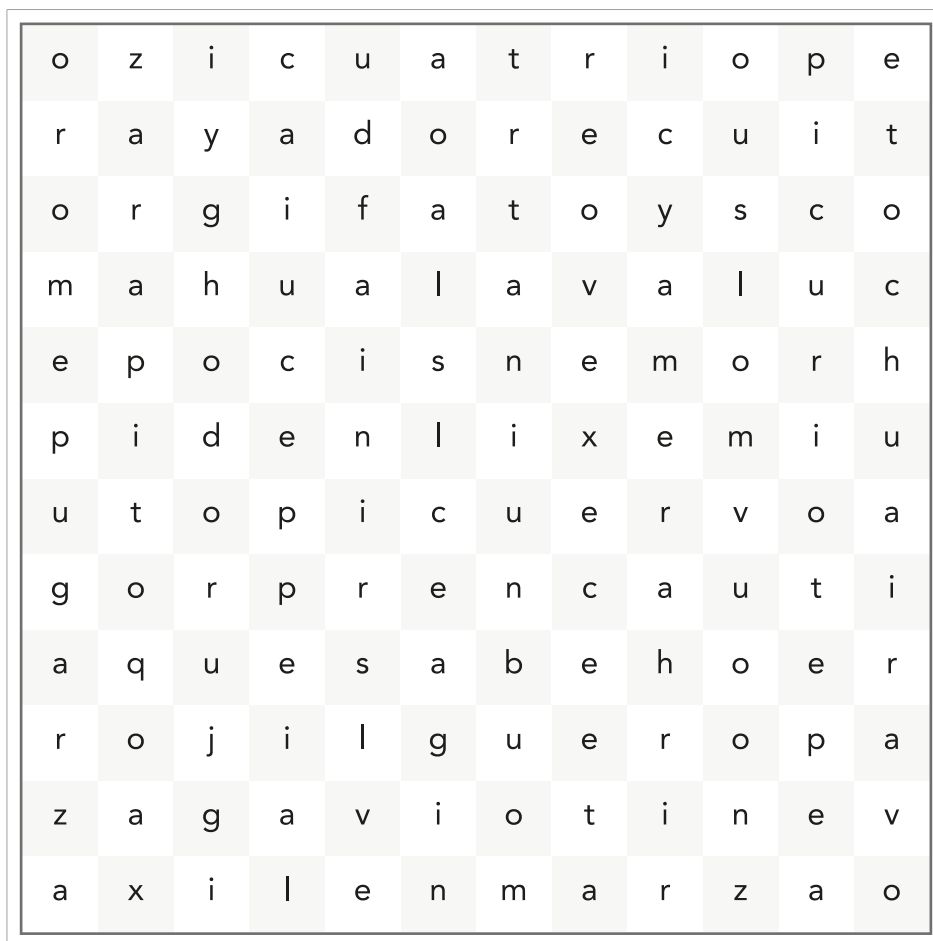 o z i c u a t r i o p e
r a y a d o r e c u i t
o r g i f a t o y s c o
m a h u a l a v a l u c
e p o c i s n e m o r h
p i d e n l i x e m i u
u t o p i c u e r v o a
g o r p r e n c a u t i
a q u e s a b e h o e r
r o j i l g u e r o p a
z a g a v i o t i n e v
a x i l e n m a r z a o